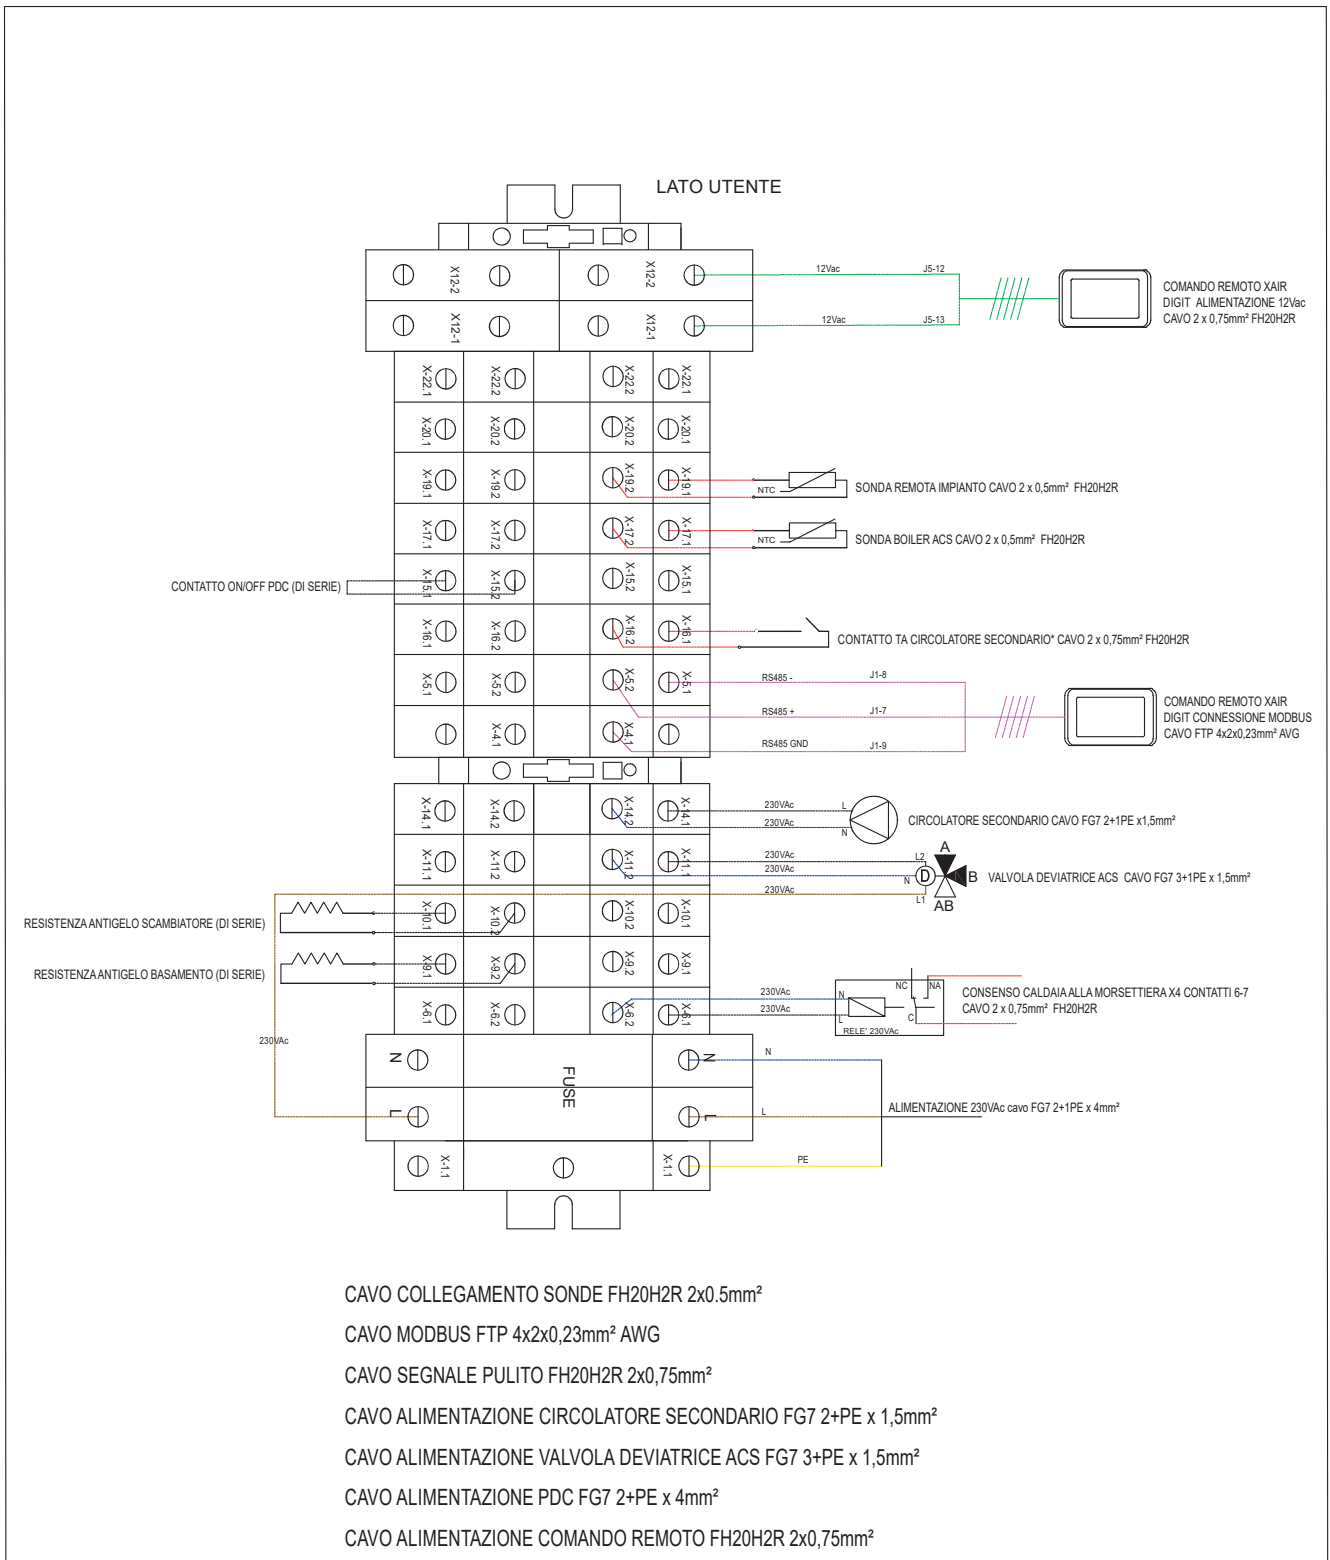 LATO UTENTE
X12-2 X12-2 12Vac J5-12
COMANDO REMOTO XAIR
DIGIT ALIMENTAZIONE 12Vac
CAVO 2 x 0,75mm² FH20H2R
X12-1 X12-1 12Vac J5-13
X-22.1 X-22.2 X-22.2 X-22.1
X-20.1 X-20.2 X-20.2 X-20.1
X-19.1 X-19.2 X-19.2 X-19.1 NTC SONDA REMOTA IMPIANTO CAVO 2 x 0,5mm² FH20H2R
X-17.1 X-17.2 X-17.2 X-17.1 NTC SONDA BOILER ACS CAVO 2 x 0,5mm² FH20H2R
CONTATTO ON/OFF PDC (DI SERIE) X-15.1 X-15.2 X-15.2 X-15.1
X-16.1 X-16.2 X-16.2 X-16.1 CONTATTO TA CIRCOLATORE SECONDARIO* CAVO 2 x 0,75mm² FH20H2R
X-5.1 X-5.2 X-5.2 X-5.1 RS485 - J1-8
RS485 + J1-7
COMANDO REMOTO XAIR
DIGIT CONNESSIONE MODBUS
CAVO FTP 4x2x0,23mm² AVG
X-4.1 X-4.1 RS485 GND J1-9
X-14.1 X-14.2 X-14.2 X-14.1 230VAc L
230VAc N
CIRCOLATORE SECONDARIO CAVO FG7 2+1PE x1,5mm²
X-11.1 X-11.2 X-11.2 X-11.1 230VAc L2 A
230VAc N D B VALVOLA DEVIATRICE ACS CAVO FG7 3+1PE x 1,5mm²
230VAc L1 AB
RESISTENZA ANTIGELO SCAMBIATORE (DI SERIE) X-10.1 X-10.2 X-10.2 X-10.1
RESISTENZA ANTIGELO BASAMENTO (DI SERIE) X-9.1 X-9.2 X-9.2 X-9.1
X-6.1 X-6.2 X-6.2 X-6.1 230VAc N NC NA
230VAc L C
RELE' 230VAc
CONSENSO CALDAIA ALLA MORSETTIERA X4 CONTATTI 6-7
CAVO 2 x 0,75mm² FH20H2R
230VAc
N FUSE N N
L L L ALIMENTAZIONE 230VAc cavo FG7 2+1PE x 4mm²
X-1.1 X-1.1 PE
CAVO COLLEGAMENTO SONDE FH20H2R 2x0.5mm²
CAVO MODBUS FTP 4x2x0,23mm² AWG
CAVO SEGNALE PULITO FH20H2R 2x0,75mm²
CAVO ALIMENTAZIONE CIRCOLATORE SECONDARIO FG7 2+PE x 1,5mm²
CAVO ALIMENTAZIONE VALVOLA DEVIATRICE ACS FG7 3+PE x 1,5mm²
CAVO ALIMENTAZIONE PDC FG7 2+PE x 4mm²
CAVO ALIMENTAZIONE COMANDO REMOTO FH20H2R 2x0,75mm²